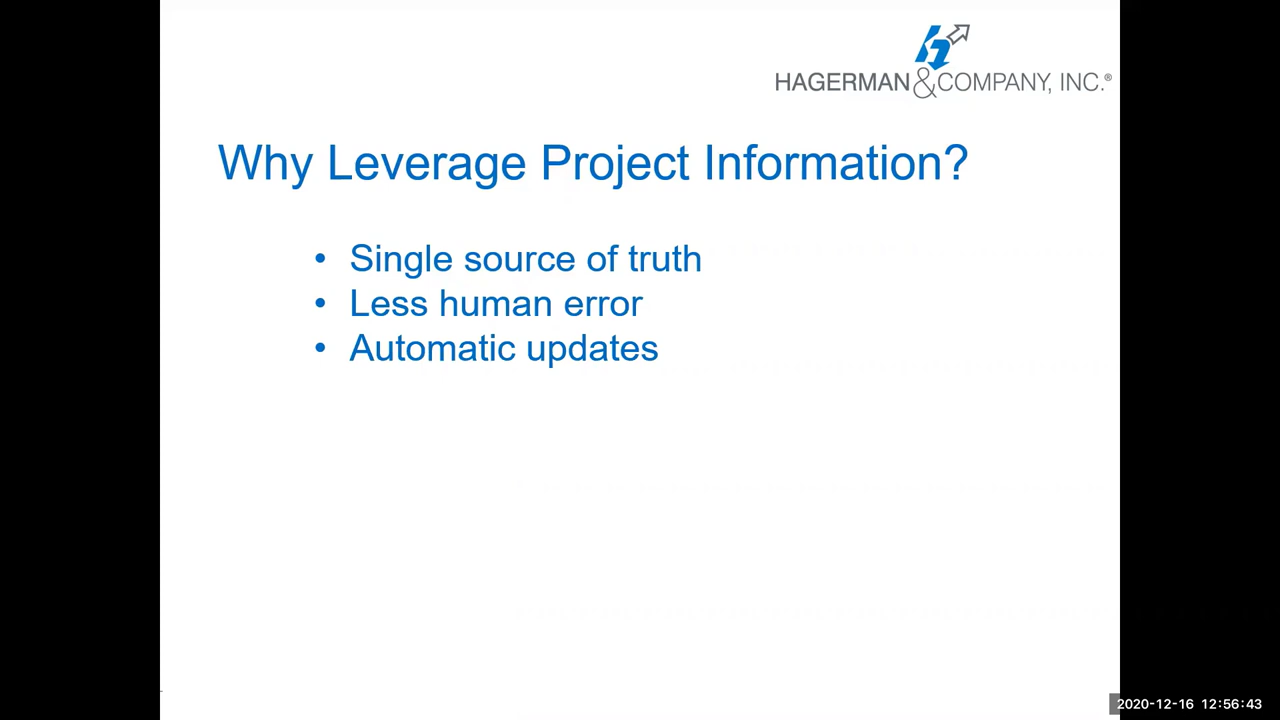 HAGERMAN & COMPANY, INC.®
Why Leverage Project Information?
• Single source of truth
• Less human error
• Automatic updates
2020-12-16 12:56:43